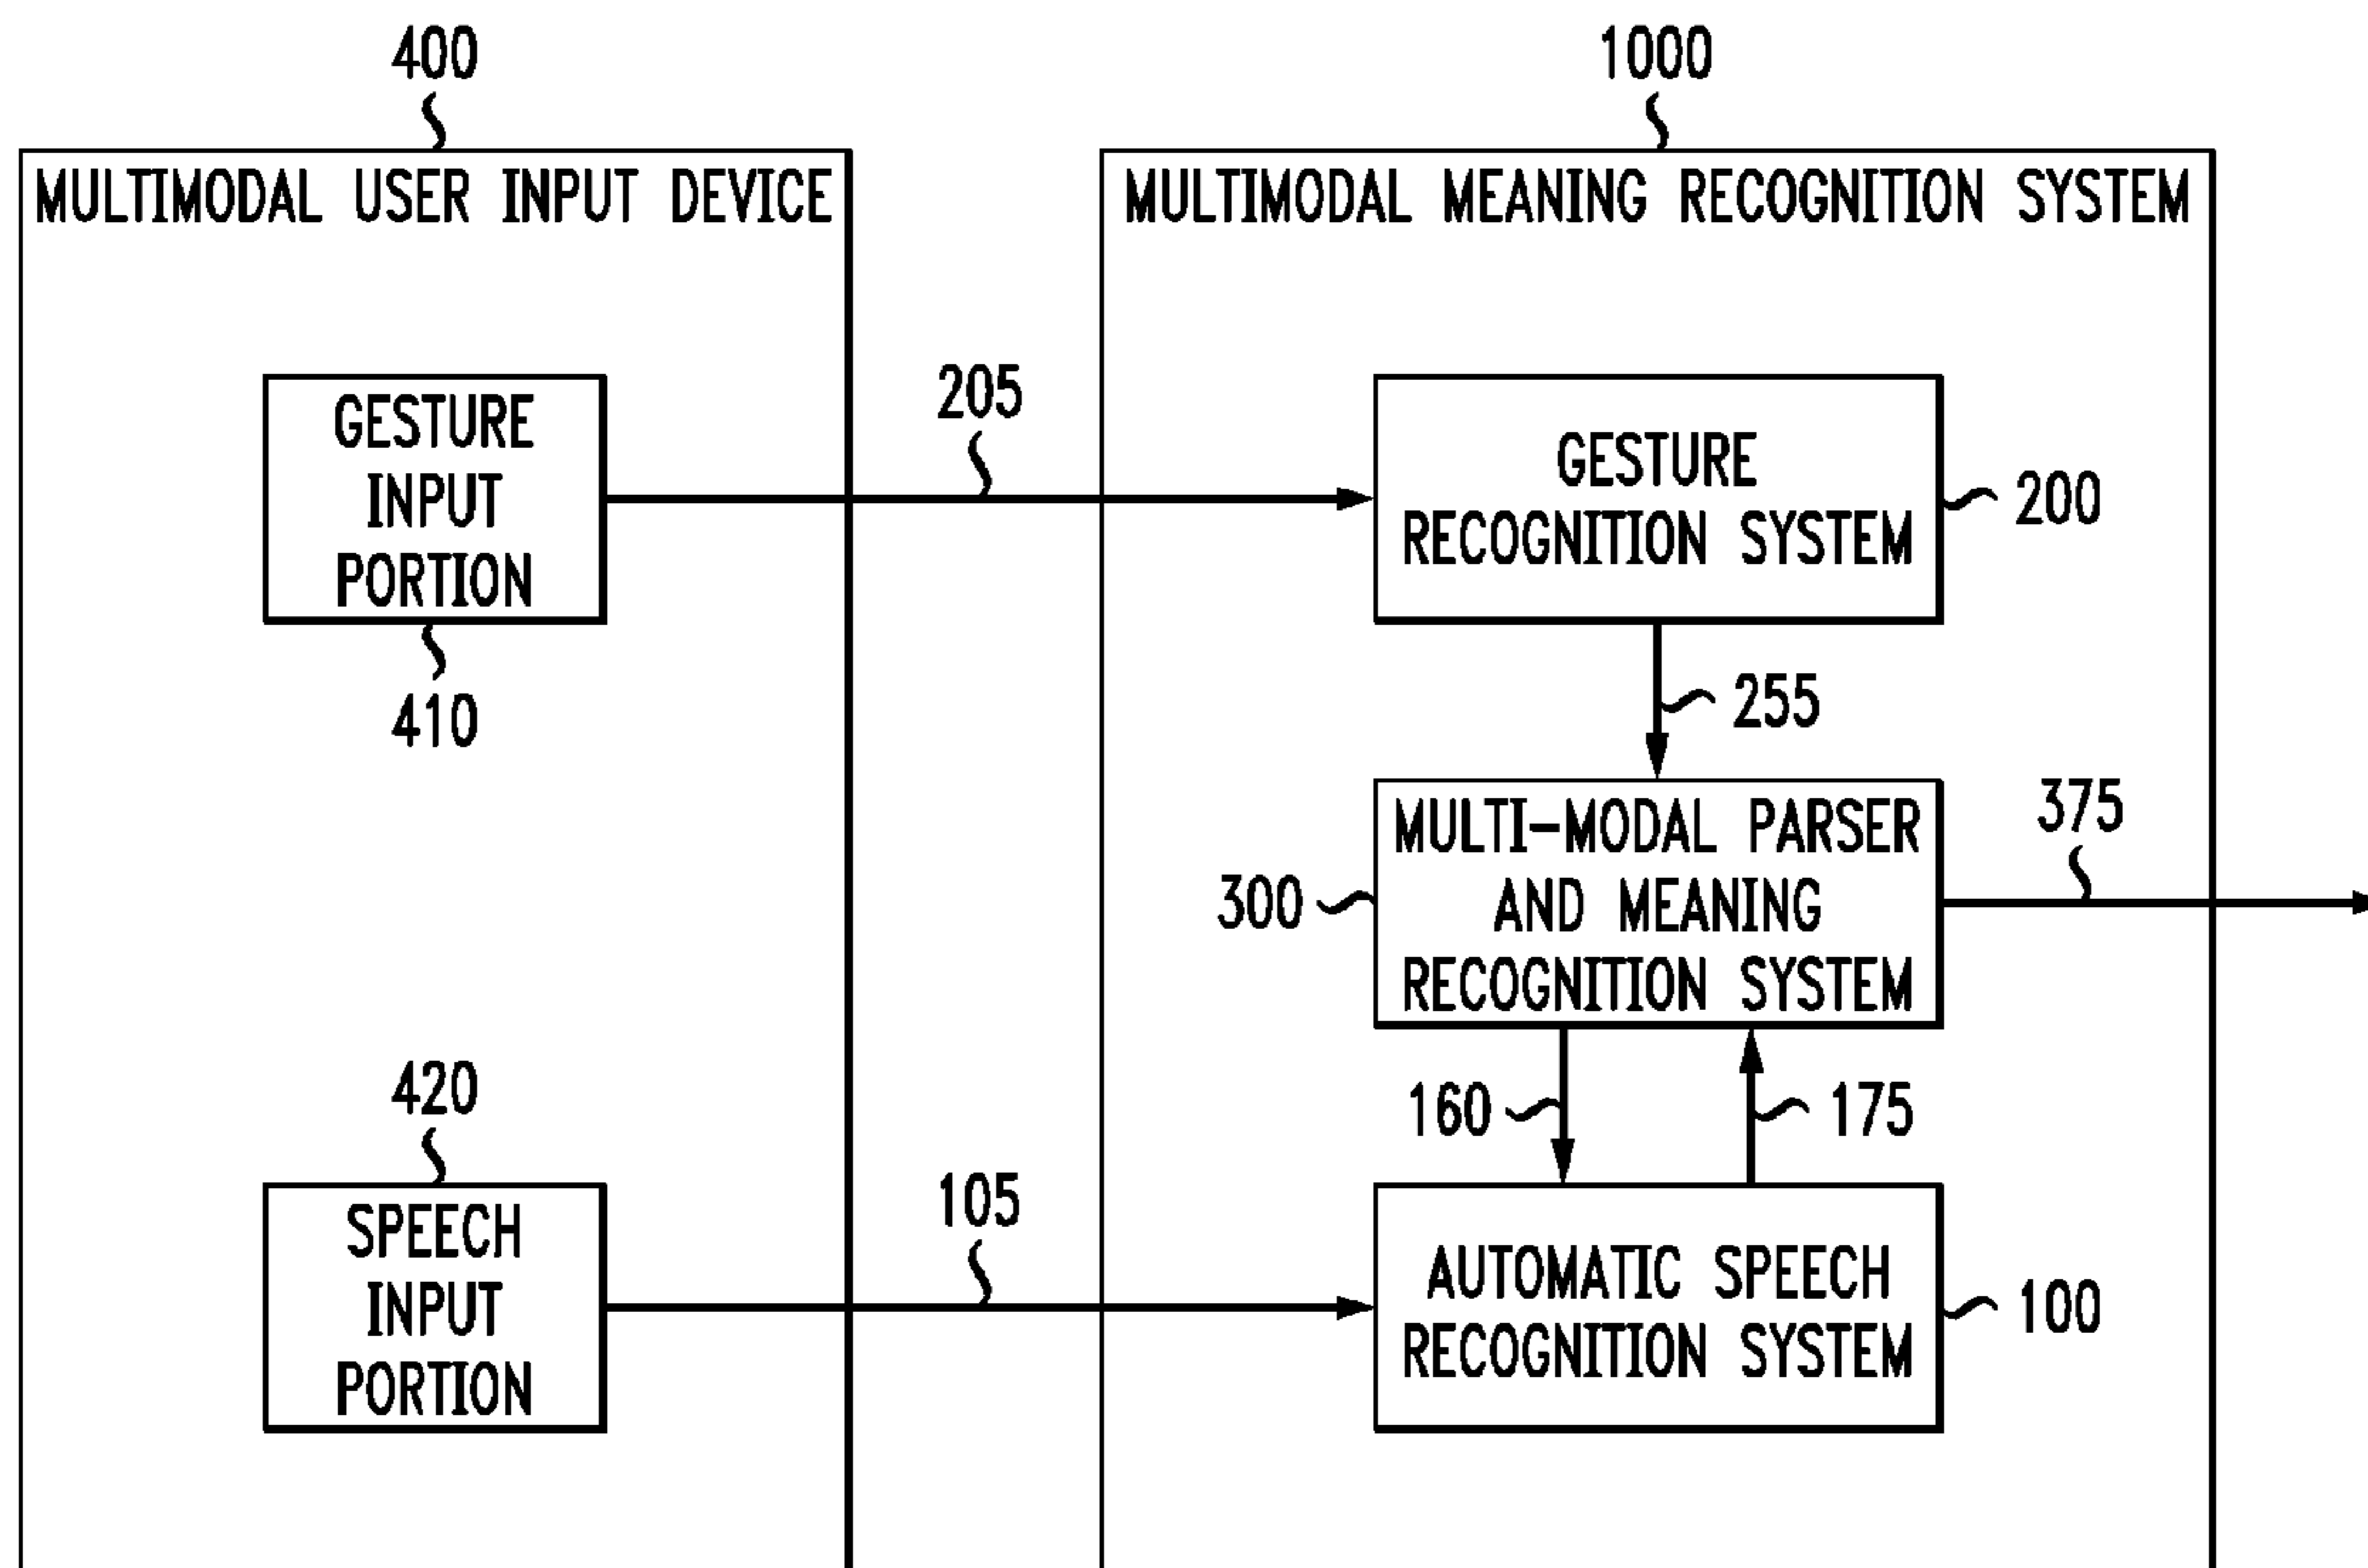 400
1000
MULTIMODAL USER INPUT DEVICE
MULTIMODAL MEANING RECOGNITION SYSTEM
GESTURE
INPUT
PORTION
410
205
GESTURE
RECOGNITION SYSTEM
200
255
MULTI-MODAL PARSER
AND MEANING
RECOGNITION SYSTEM
300
375
160
175
420
SPEECH
INPUT
PORTION
105
AUTOMATIC SPEECH
RECOGNITION SYSTEM
100